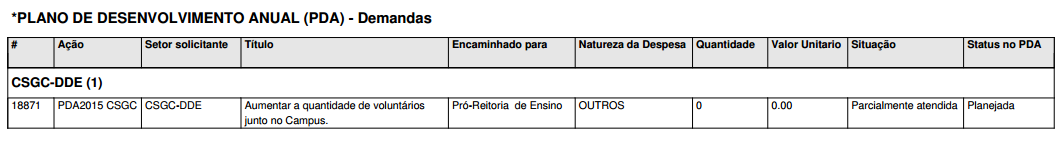 *PLANO DE DESENVOLVIMENTO ANUAL (PDA) - Demandas
# Ação Setor solicitante Título Encaminhado para Natureza da Despesa Quantidade Valor Unitario Situação Status no PDA
CSGC-DDE (1)
18871 PDA2015 CSGC CSGC-DDE Aumentar a quantidade de voluntários Pró-Reitoria de Ensino OUTROS 0 0.00 Parcialmente atendida Planejada
junto no Campus.